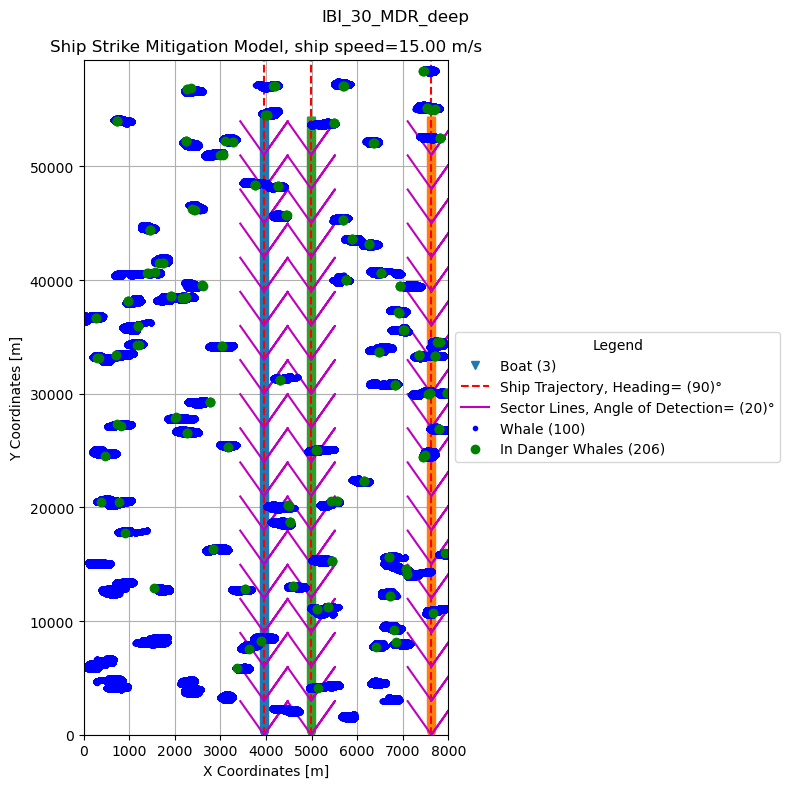 IBI_30_MDR_deep
Ship Strike Mitigation Model, ship speed=15.00 m/s
Y Coordinates [m]
50000
40000
30000
20000
10000
0
0 1000 2000 3000 4000 5000 6000 7000 8000
X Coordinates [m]
Legend
Boat (3)
Ship Trajectory, Heading= (90)°
Sector Lines, Angle of Detection= (20)°
Whale (100)
In Danger Whales (206)